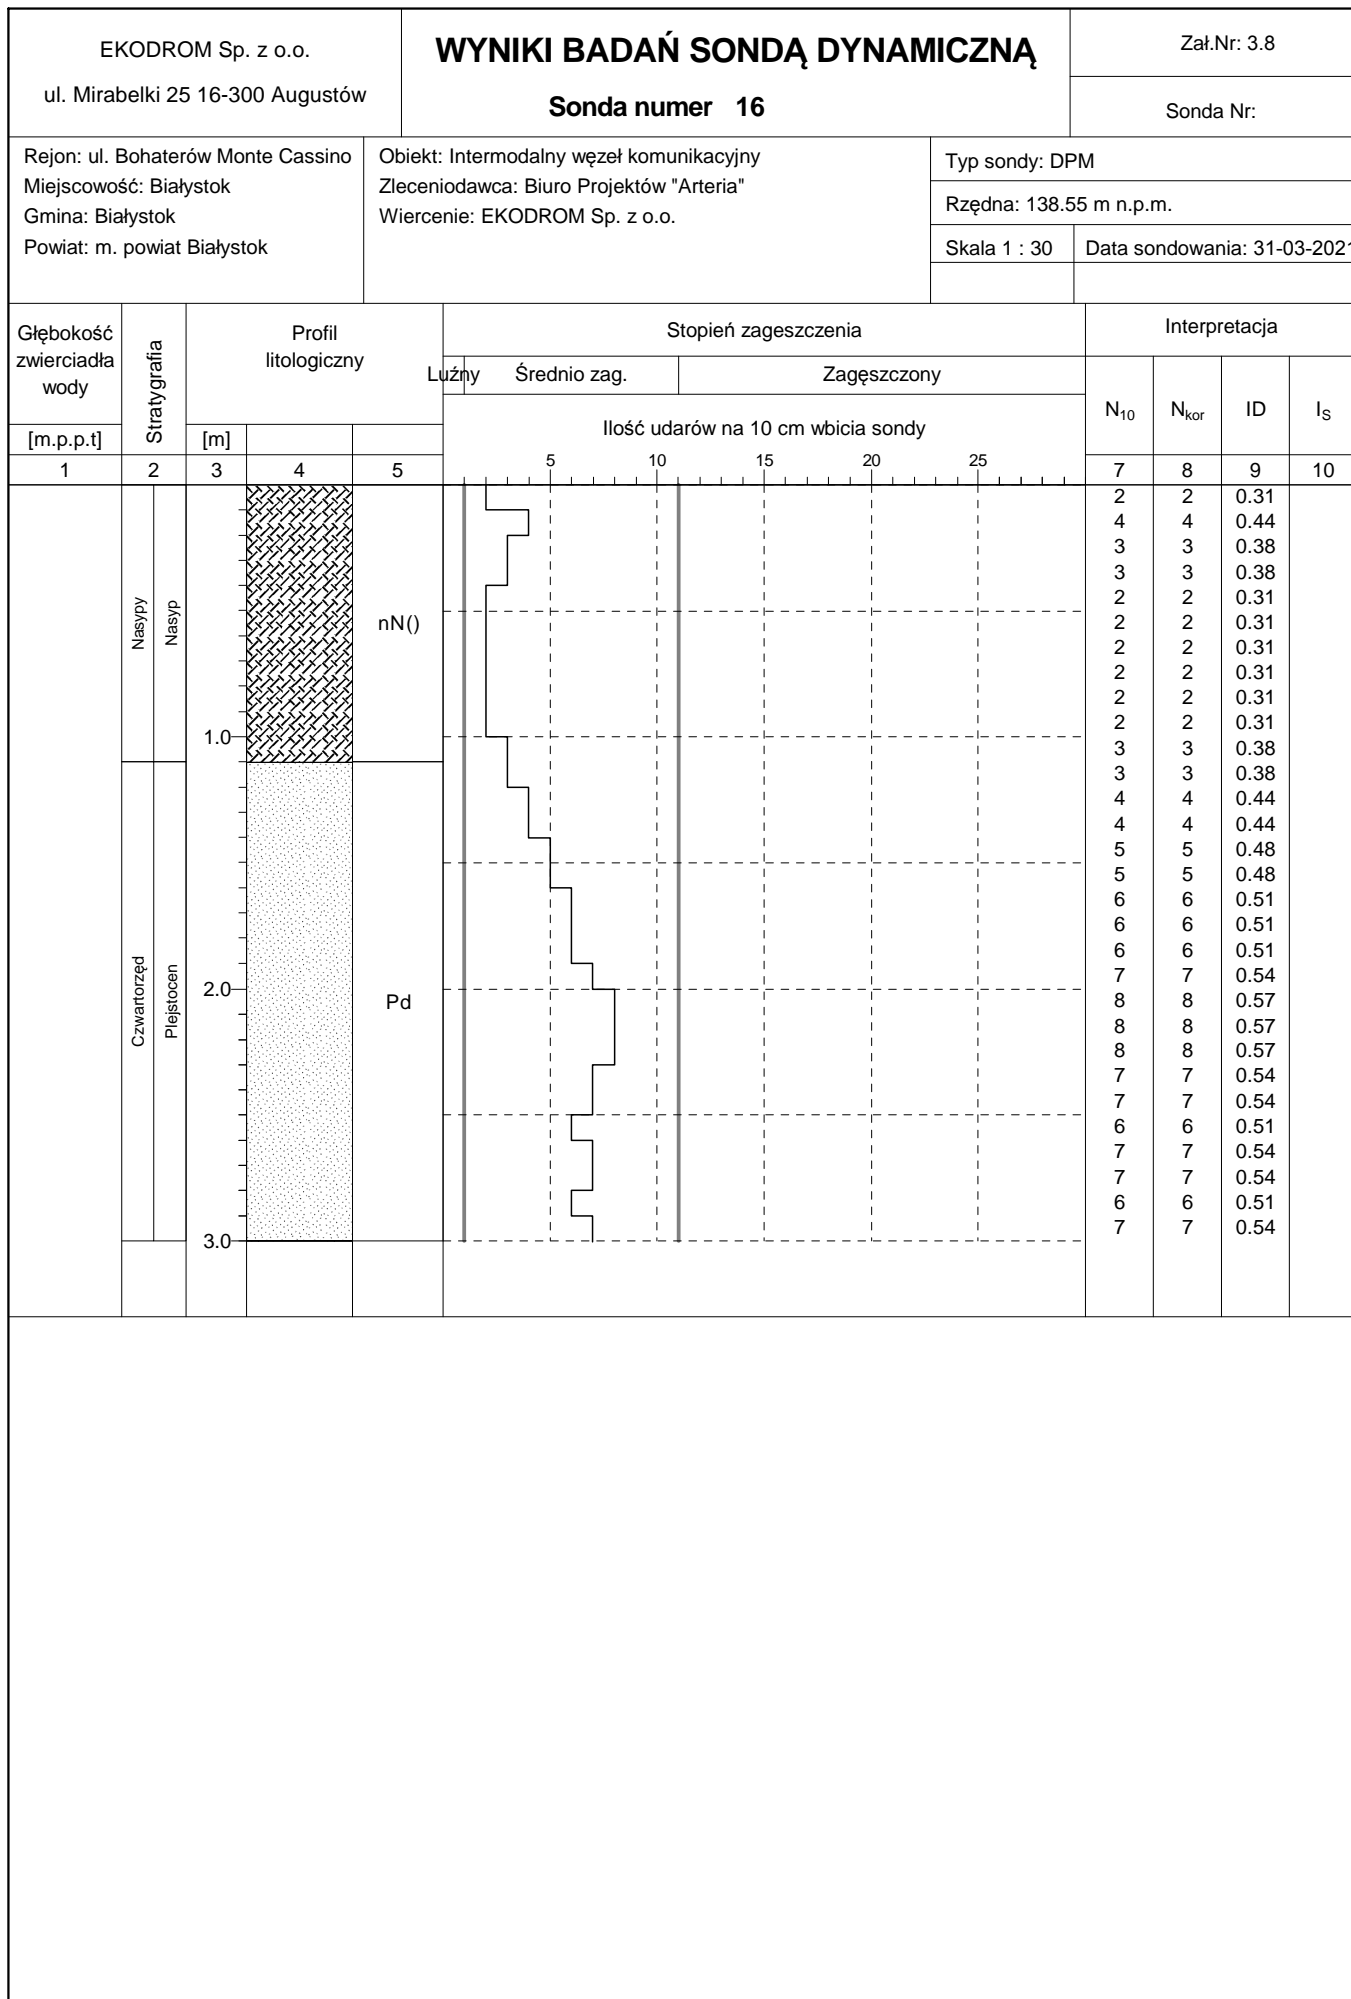 EKODROM Sp. z o.o.
ul. Mirabelki 25 16-300 Augustów
WYNIKI BADAŃ SONDĄ DYNAMICZNĄ
Sonda numer 16
Zał.Nr: 3.8
Sonda Nr:
Rejon: ul. Bohaterów Monte Cassino
Miejscowość: Białystok
Gmina: Białystok
Powiat: m. powiat Białystok
Obiekt: Intermodalny węzeł komunikacyjny
Zleceniodawca: Biuro Projektów "Arteria"
Wiercenie: EKODROM Sp. z o.o.
Typ sondy: DPM
Rzędna: 138.55 m n.p.m.
Skala 1 : 30
Data sondowania: 31-03-2021
Głębokość
zwierciadła
wody
[m.p.p.t]
Stratygrafia
Profil
litologiczny
[m]
Stopień zageszczenia
Luźny Średnio zag. Zagęszczony
Ilość udarów na 10 cm wbicia sondy
5 10 15 20 25
Interpretacja
N10 Nkor ID IS
1 2 3 4 5 7 8 9 10
2 2 0.31
4 4 0.44
3 3 0.38
3 3 0.38
2 2 0.31
2 2 0.31
2 2 0.31
2 2 0.31
2 2 0.31
2 2 0.31
3 3 0.38
3 3 0.38
4 4 0.44
4 4 0.44
5 5 0.48
5 5 0.48
6 6 0.51
6 6 0.51
6 6 0.51
7 7 0.54
8 8 0.57
8 8 0.57
8 8 0.57
7 7 0.54
7 7 0.54
6 6 0.51
7 7 0.54
7 7 0.54
6 6 0.51
7 7 0.54
Nasypy
Nasyp
nN()
1.0
Czwartorzęd
Plejstocen
2.0
Pd
3.0